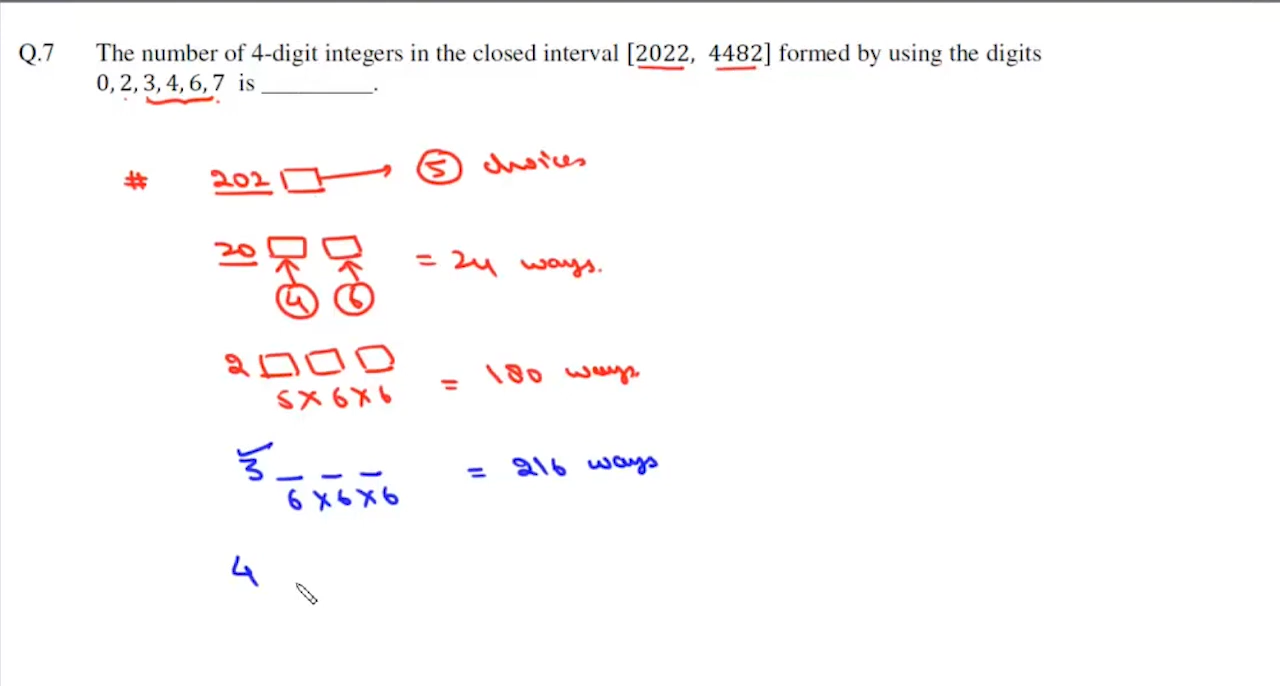 Q.7 The number of 4-digit integers in the closed interval [2022, 4482] formed by using the digits
0, 2, 3, 4, 6, 7 is __________.
# 202 □ → 5 choices
20 □ □ = 24 ways.
4 6
2 □ □ □ = 180 ways.
5 × 6 × 6
3 _ _ _ = 216 ways
6 × 6 × 6
4